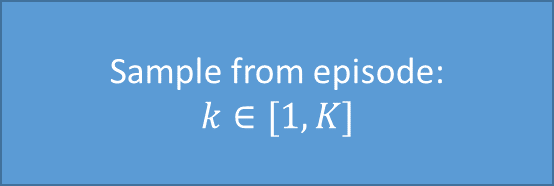 Sample from episode:
k ∈ [1, K]